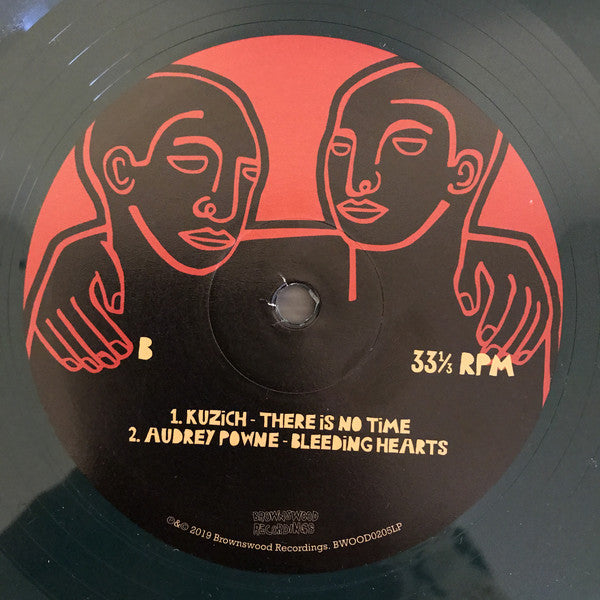 B
33⅓ RPM
1. KUZiCH - THERE iS NO TiME
2. AUDREY POWNE - BLEEDiNG HEARTS
BROWNSWOOD
RECORDINGS
℗&© 2019 Brownswood Recordings. BWOOD0205LP